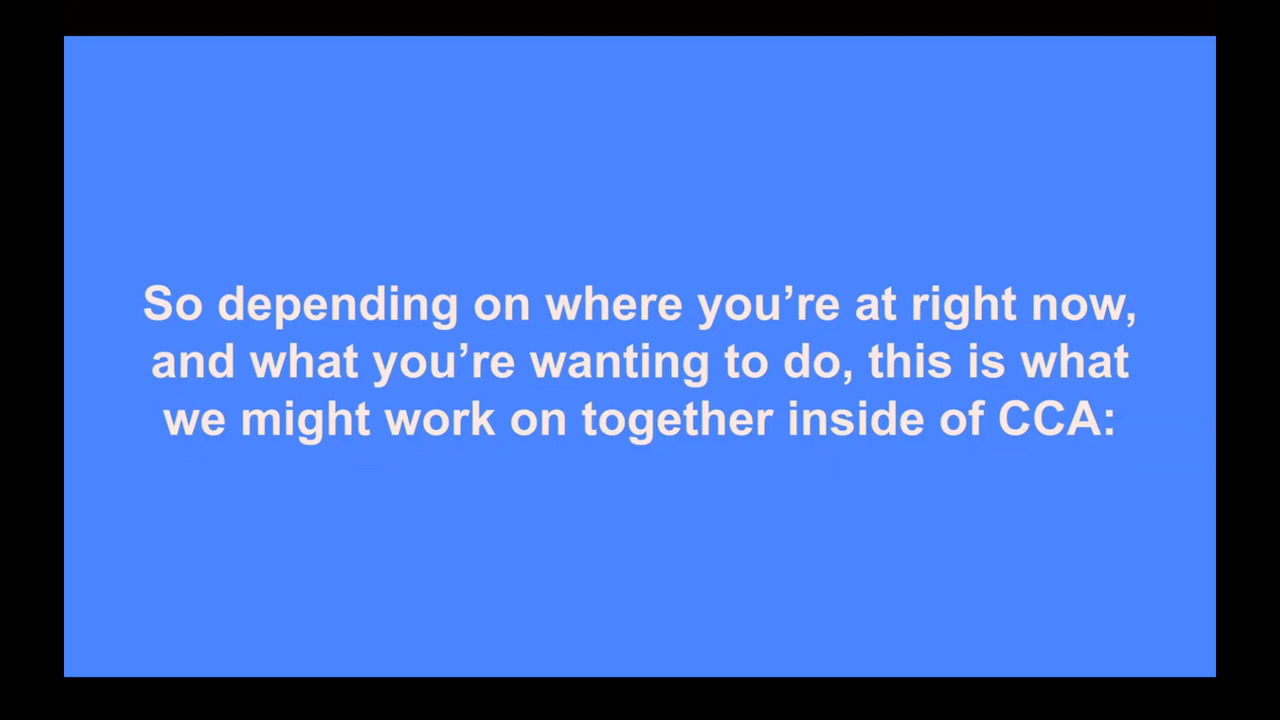 So depending on where you’re at right now,
and what you’re wanting to do, this is what
we might work on together inside of CCA: